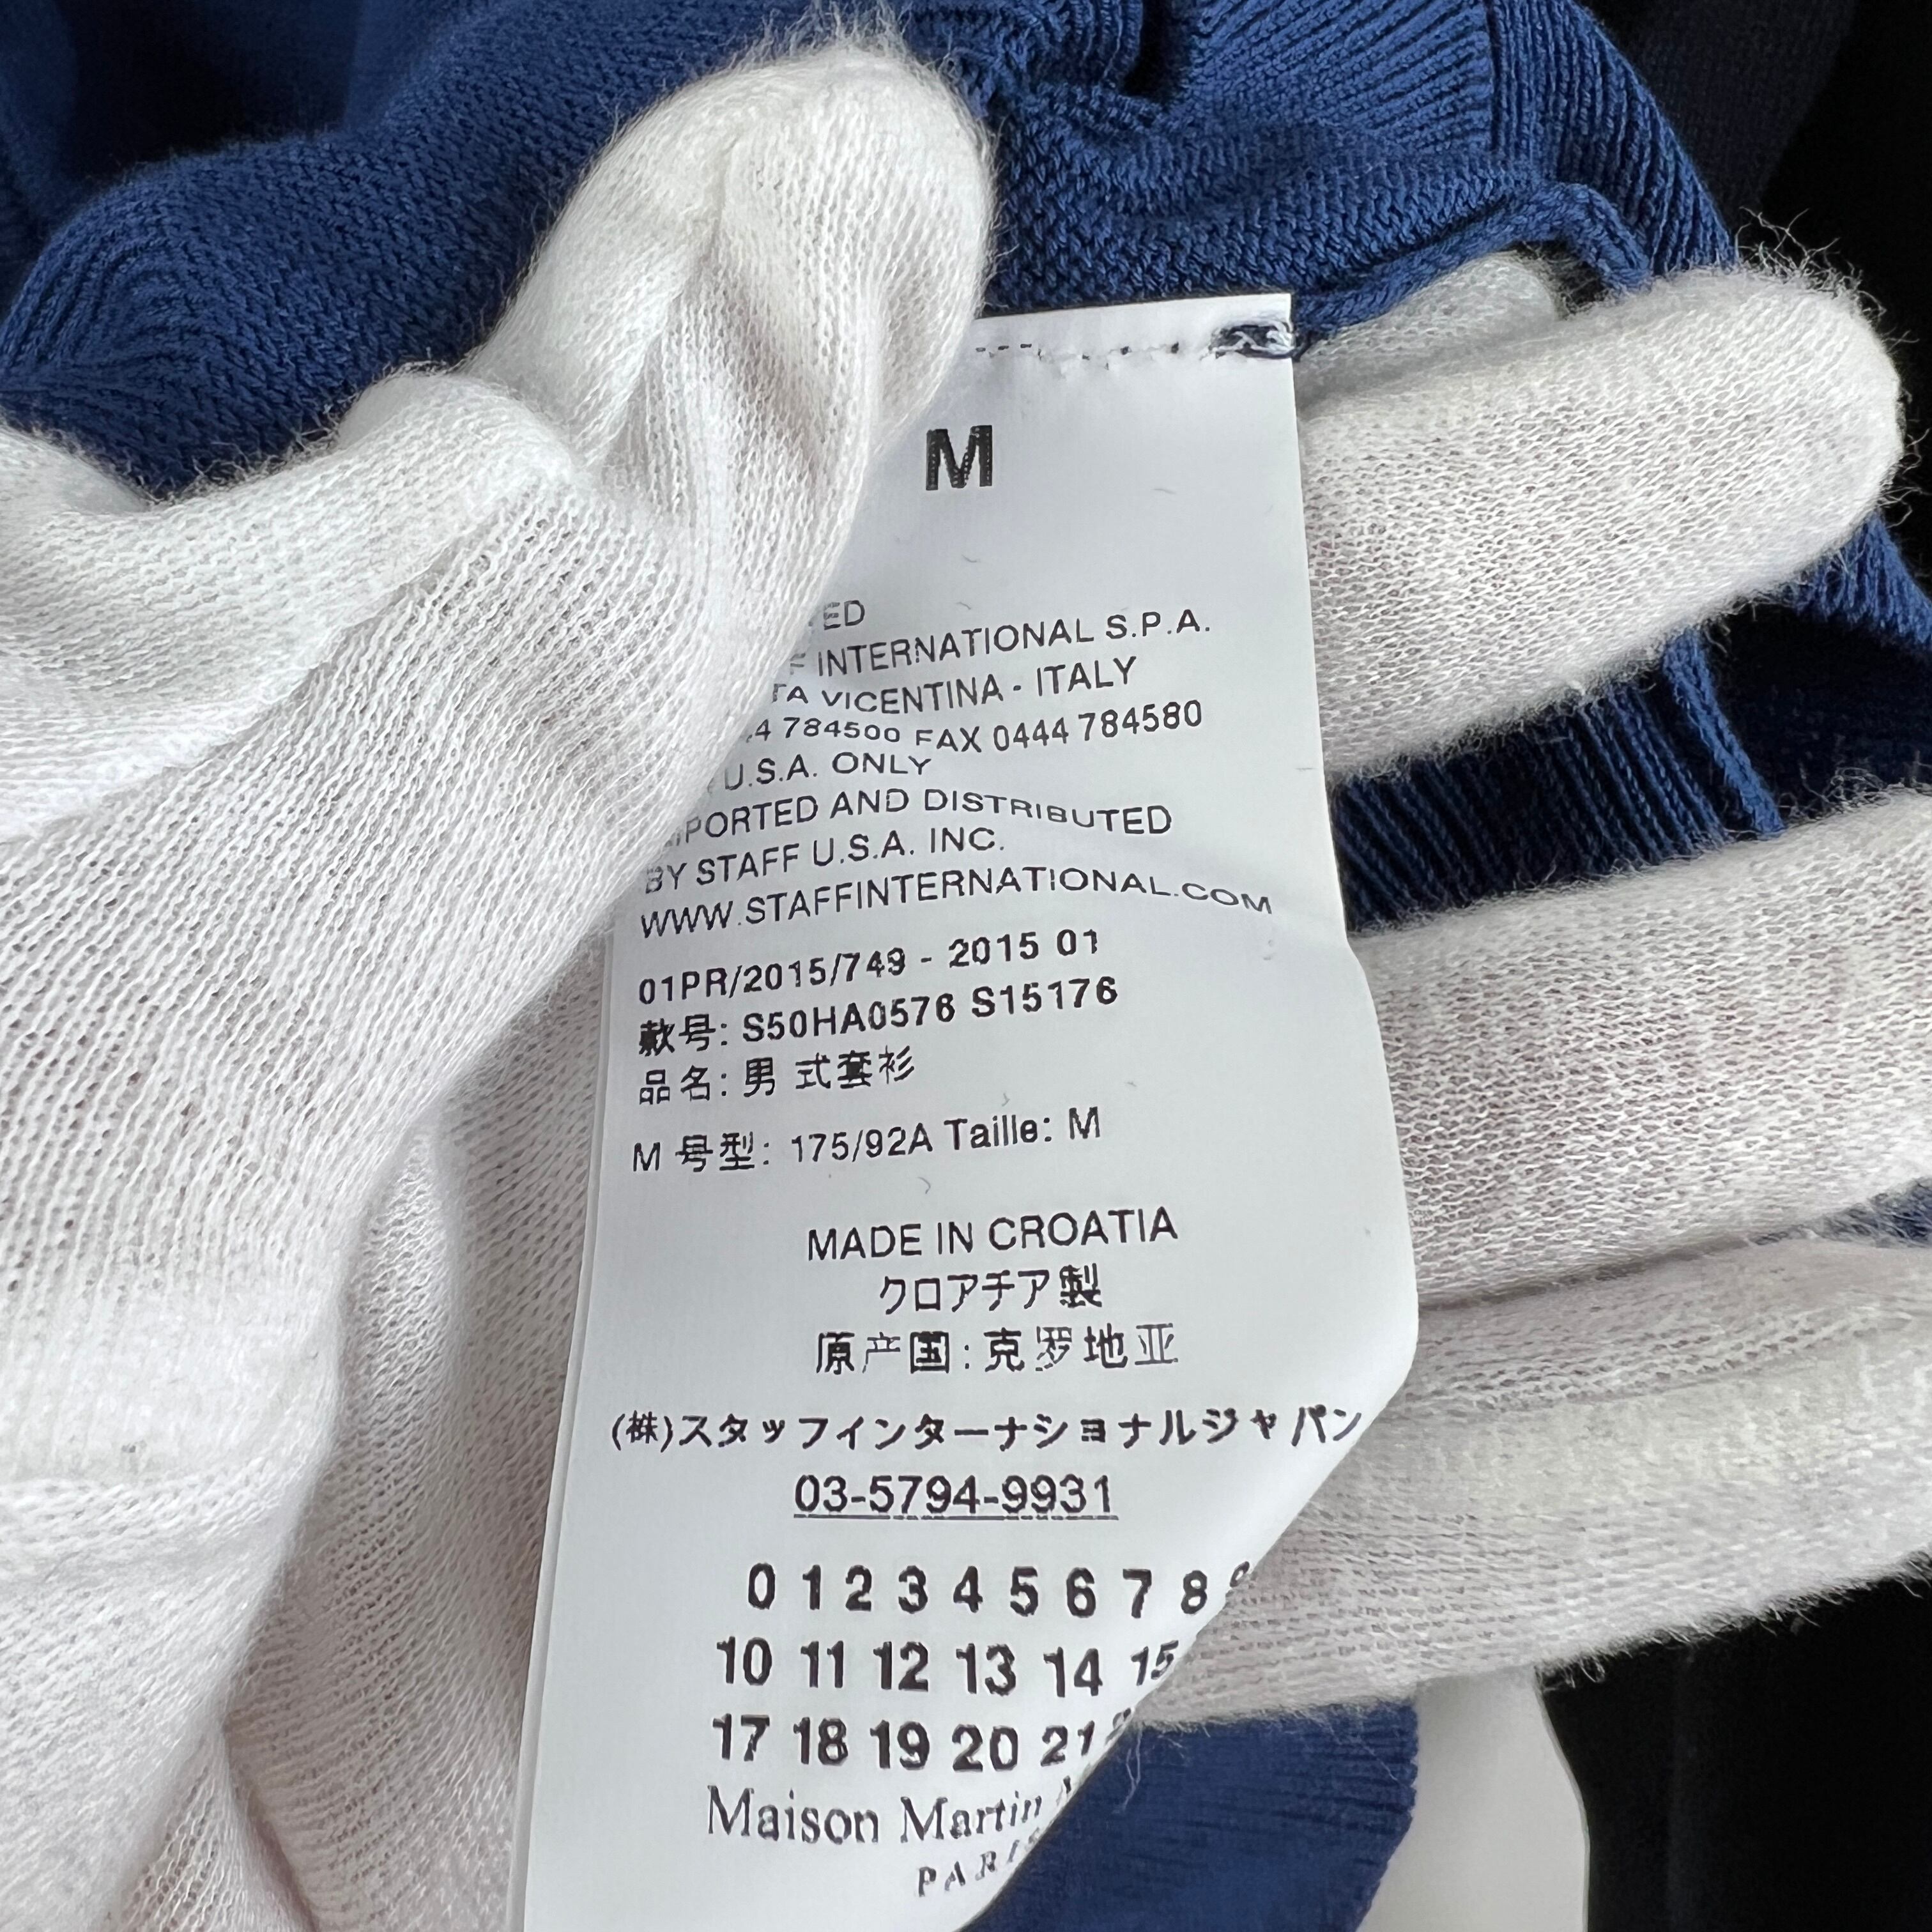 M
INTERNATIONAL S.P.A.
VICENTINA - ITALY
784500 FAX 0444 784580
U.S.A. ONLY
AND DISTRIBUTED
BY STAFF U.S.A. INC.
WWW.STAFFINTERNATIONAL.COM
01PR/2015/749 - 2015 01
款号: S50HA0576 S15176
品名: 男 式套衫
M 号型: 175/92A Taille: M
MADE IN CROATIA
クロアチア製
原产国: 克罗地亚
(株)スタッフインターナショナルジャパン
03-5794-9931
0 1 2 3 4 5 6 7 8
10 11 12 13 14 15
17 18 19 20 21
Maison Martin